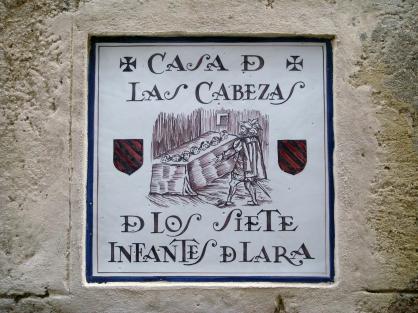 CASA D
LAS CABEZAS
D LOS SIETE
INFANTES D LARA